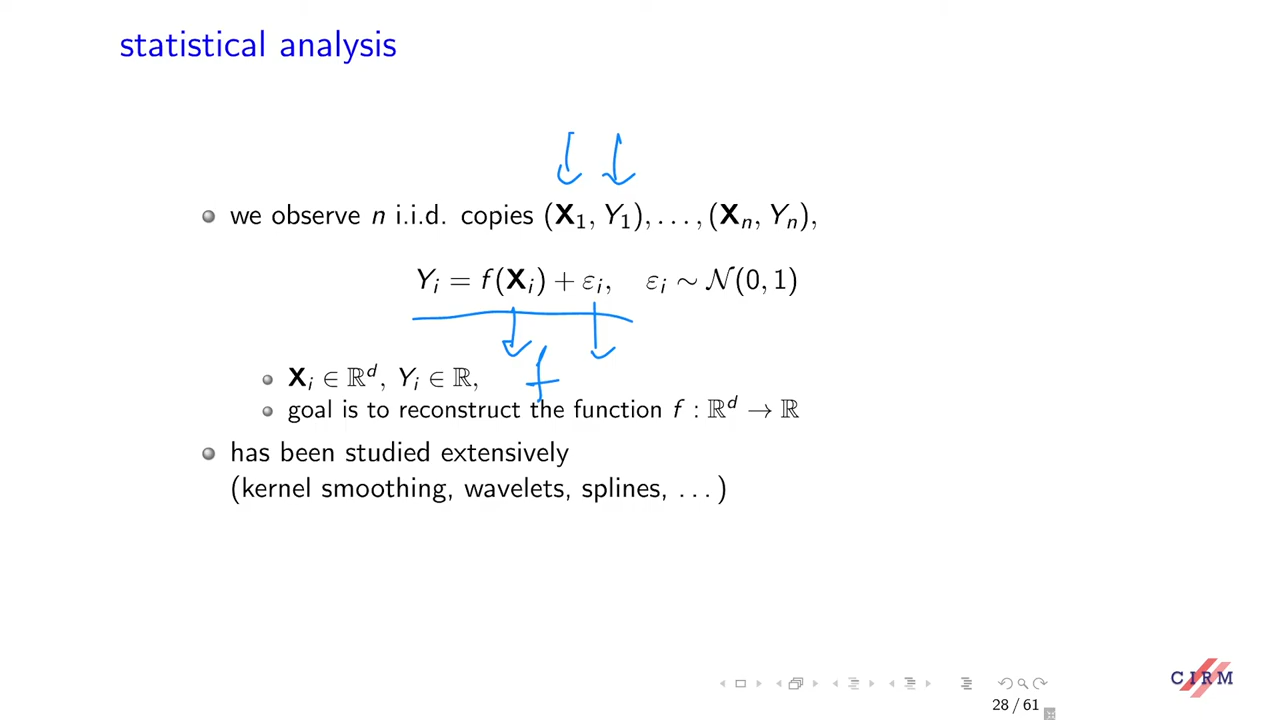 statistical analysis
we observe n i.i.d. copies (X₁, Y₁), . . . , (Xₙ, Yₙ),
Yᵢ = f(Xᵢ) + εᵢ, εᵢ ∼ 𝒩(0, 1)
f
Xᵢ ∈ ℝᵈ, Yᵢ ∈ ℝ,
goal is to reconstruct the function f : ℝᵈ → ℝ
has been studied extensively
(kernel smoothing, wavelets, splines, . . . )
CIRM
28 / 61